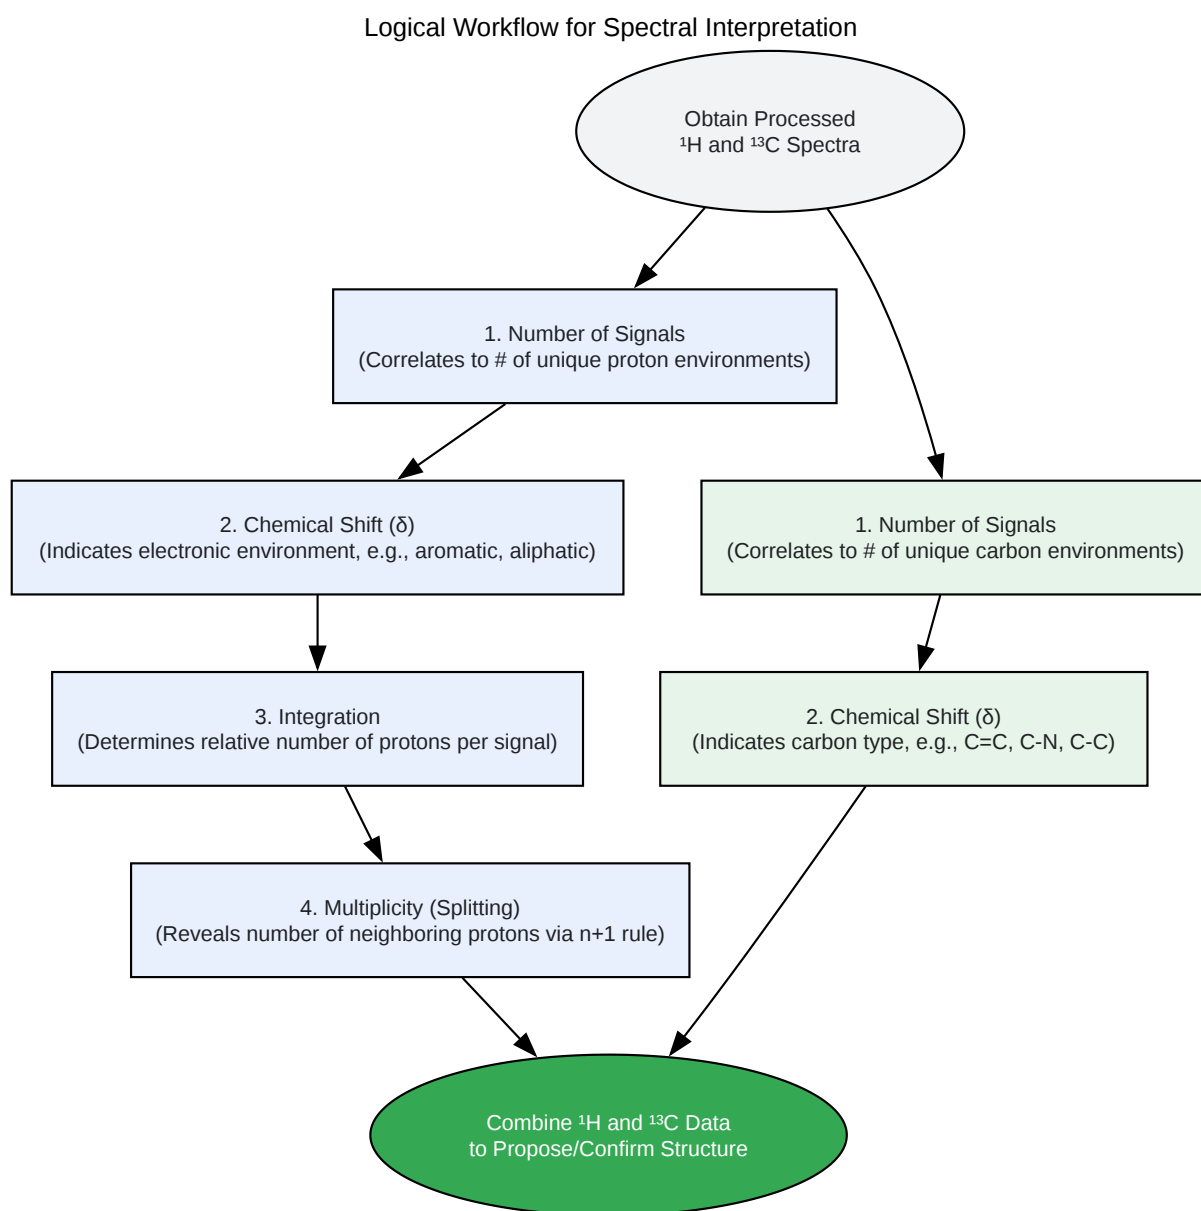 Logical Workflow for Spectral Interpretation
Obtain Processed
¹H and ¹³C Spectra
1. Number of Signals
(Correlates to # of unique proton environments)
2. Chemical Shift (δ)
(Indicates electronic environment, e.g., aromatic, aliphatic)
3. Integration
(Determines relative number of protons per signal)
4. Multiplicity (Splitting)
(Reveals number of neighboring protons via n+1 rule)
1. Number of Signals
(Correlates to # of unique carbon environments)
2. Chemical Shift (δ)
(Indicates carbon type, e.g., C=C, C-N, C-C)
Combine ¹H and ¹³C Data
to Propose/Confirm Structure